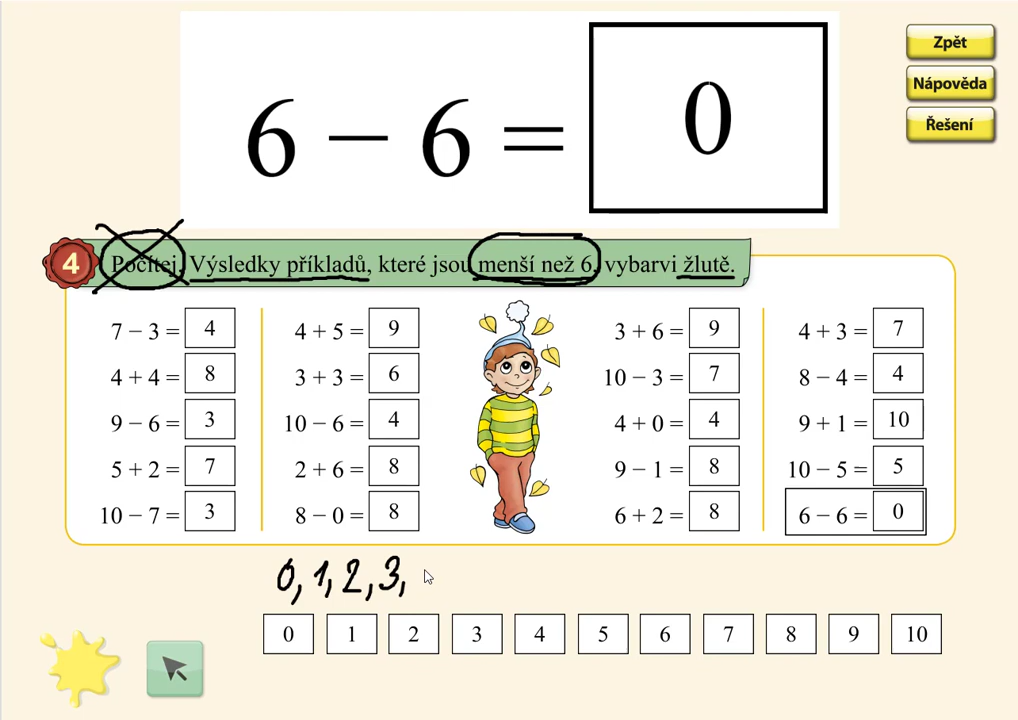 6 − 6 = 0
Zpět
Nápověda
Řešení
4 Počítej. Výsledky příkladů, které jsou menší než 6, vybarvi žlutě.
7 − 3 = 4
4 + 4 = 8
9 − 6 = 3
5 + 2 = 7
10 − 7 = 3
4 + 5 = 9
3 + 3 = 6
10 − 6 = 4
2 + 6 = 8
8 − 0 = 8
3 + 6 = 9
10 − 3 = 7
4 + 0 = 4
9 − 1 = 8
6 + 2 = 8
4 + 3 = 7
8 − 4 = 4
9 + 1 = 10
10 − 5 = 5
6 − 6 = 0
0, 1, 2, 3,
0 1 2 3 4 5 6 7 8 9 10